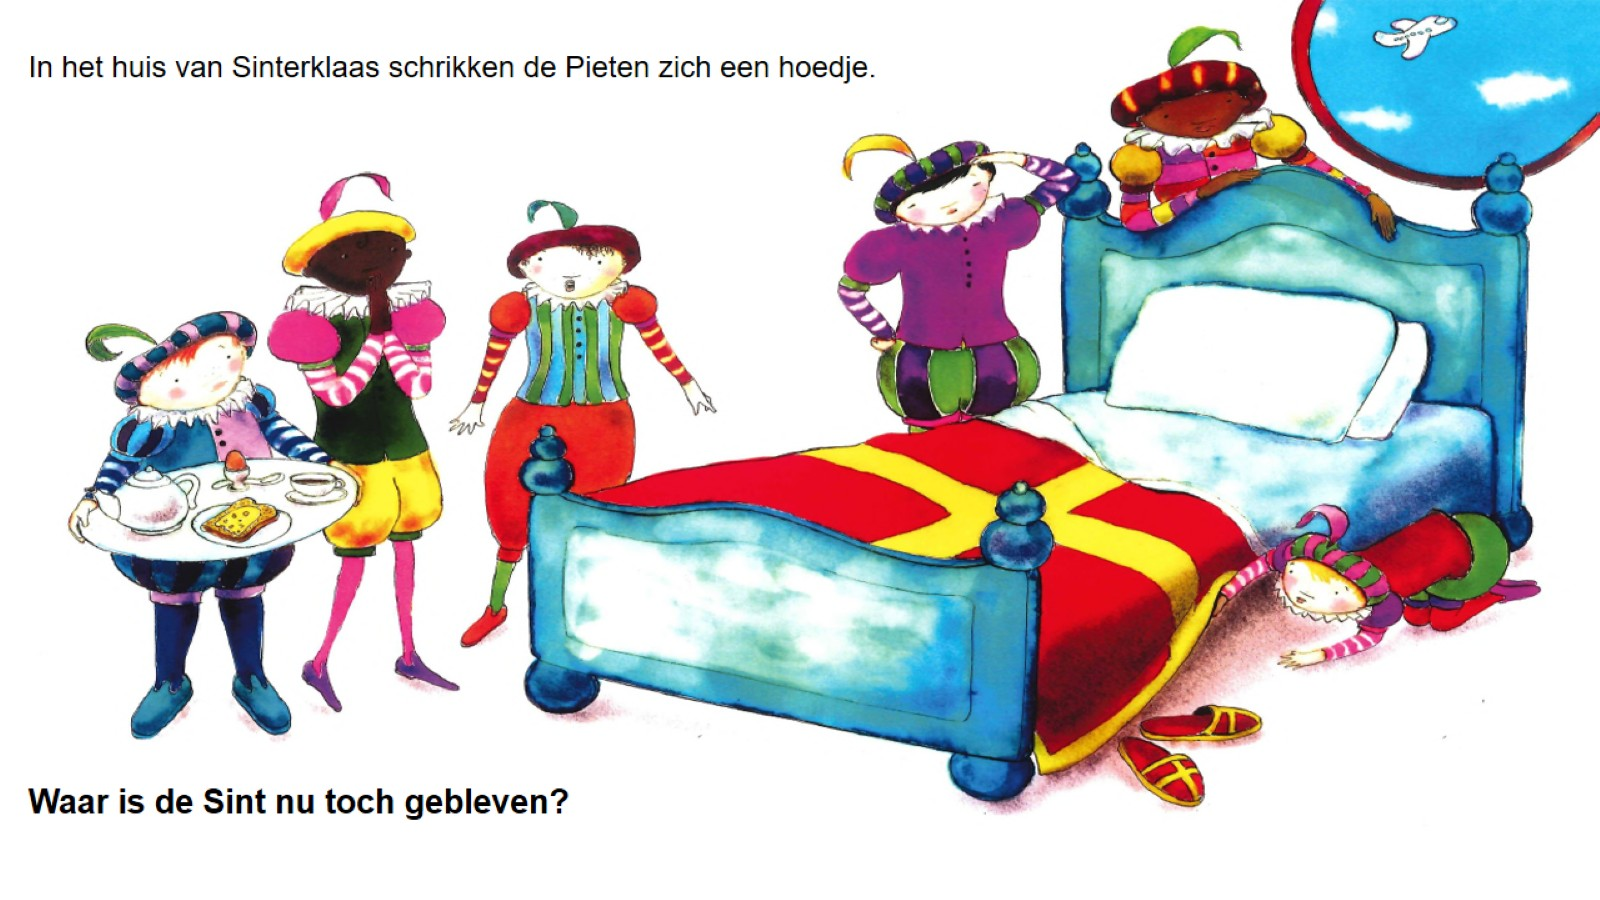 In het huis van Sinterklaas schrikken de Pieten zich een hoedje.
Waar is de Sint nu toch gebleven?